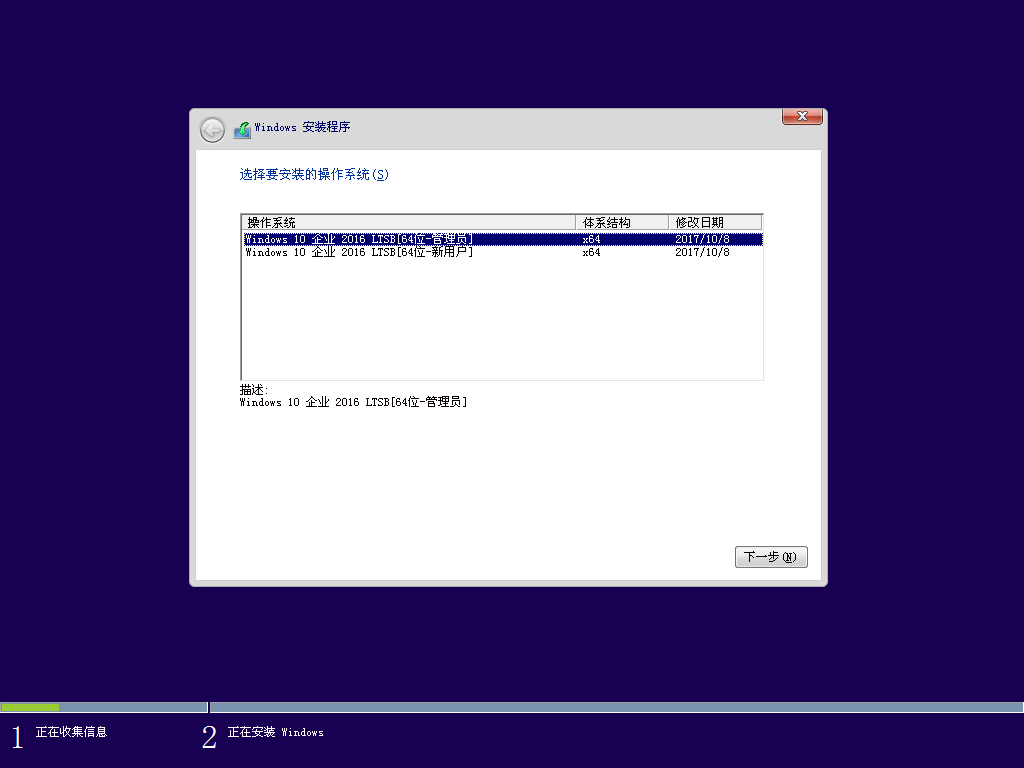 Windows 安装程序
选择要安装的操作系统(S)
操作系统 体系结构 修改日期
Windows 10 企业 2016 LTSB[64位-管理员] x64 2017/10/8
Windows 10 企业 2016 LTSB[64位-新用户] x64 2017/10/8
描述:
Windows 10 企业 2016 LTSB[64位-管理员]
下一步(N)
1 正在收集信息 2 正在安装 Windows